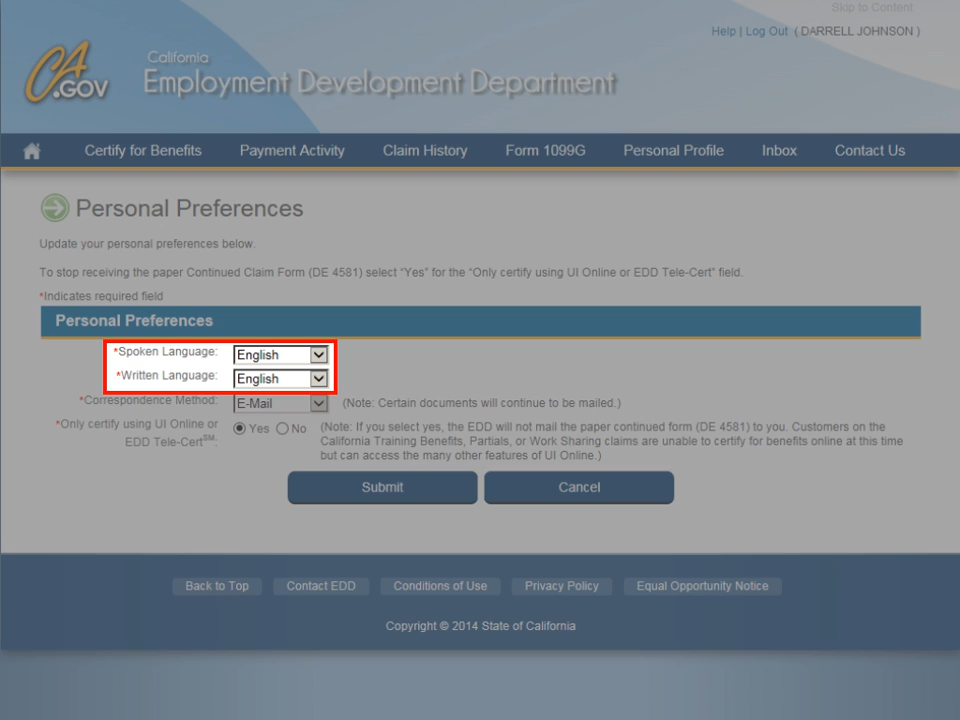 Skip to Content
Help | Log Out ( DARRELL JOHNSON )
CA
.GOV
California
Employment Development Department
Certify for Benefits Payment Activity Claim History Form 1099G Personal Profile Inbox Contact Us
Personal Preferences
Update your personal preferences below.
To stop receiving the paper Continued Claim Form (DE 4581) select “Yes” for the “Only certify using UI Online or EDD Tele-Cert” field.
*Indicates required field
Personal Preferences
*Spoken Language: English
*Written Language: English
*Correspondence Method: E-Mail (Note: Certain documents will continue to be mailed.)
*Only certify using UI Online or EDD Tele-Cert℠: Yes No
(Note: If you select yes, the EDD will not mail the paper continued form (DE 4581) to you. Customers on the
California Training Benefits, Partials, or Work Sharing claims are unable to certify for benefits online at this time
but can access the many other features of UI Online.)
Submit Cancel
Back to Top Contact EDD Conditions of Use Privacy Policy Equal Opportunity Notice
Copyright © 2014 State of California